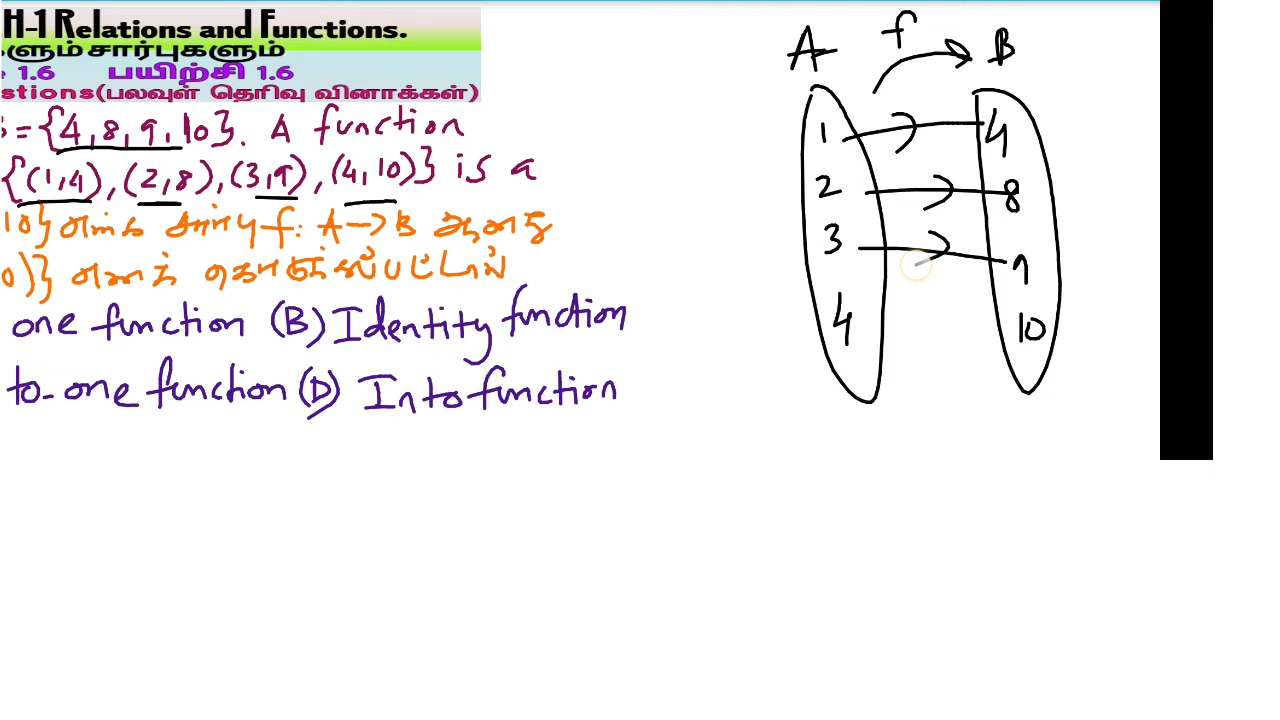 H-1 Relations and Functions.
களும்சார்புகளும்
1.6 பயிற்சி 1.6
stions(பலவுள் தெரிவு வினாக்கள்)
= {4, 8, 9, 10}. A function
{(1,4), (2,8), (3,9), (4,10)} is a
10} என்க சார்பு f: A→B ஆனது
0)} எனக் கொடுக்கப்பட்டால்
one function (B) Identity function
to-one function (D) Into function
A f B
1 4
2 8
3 9
4 10